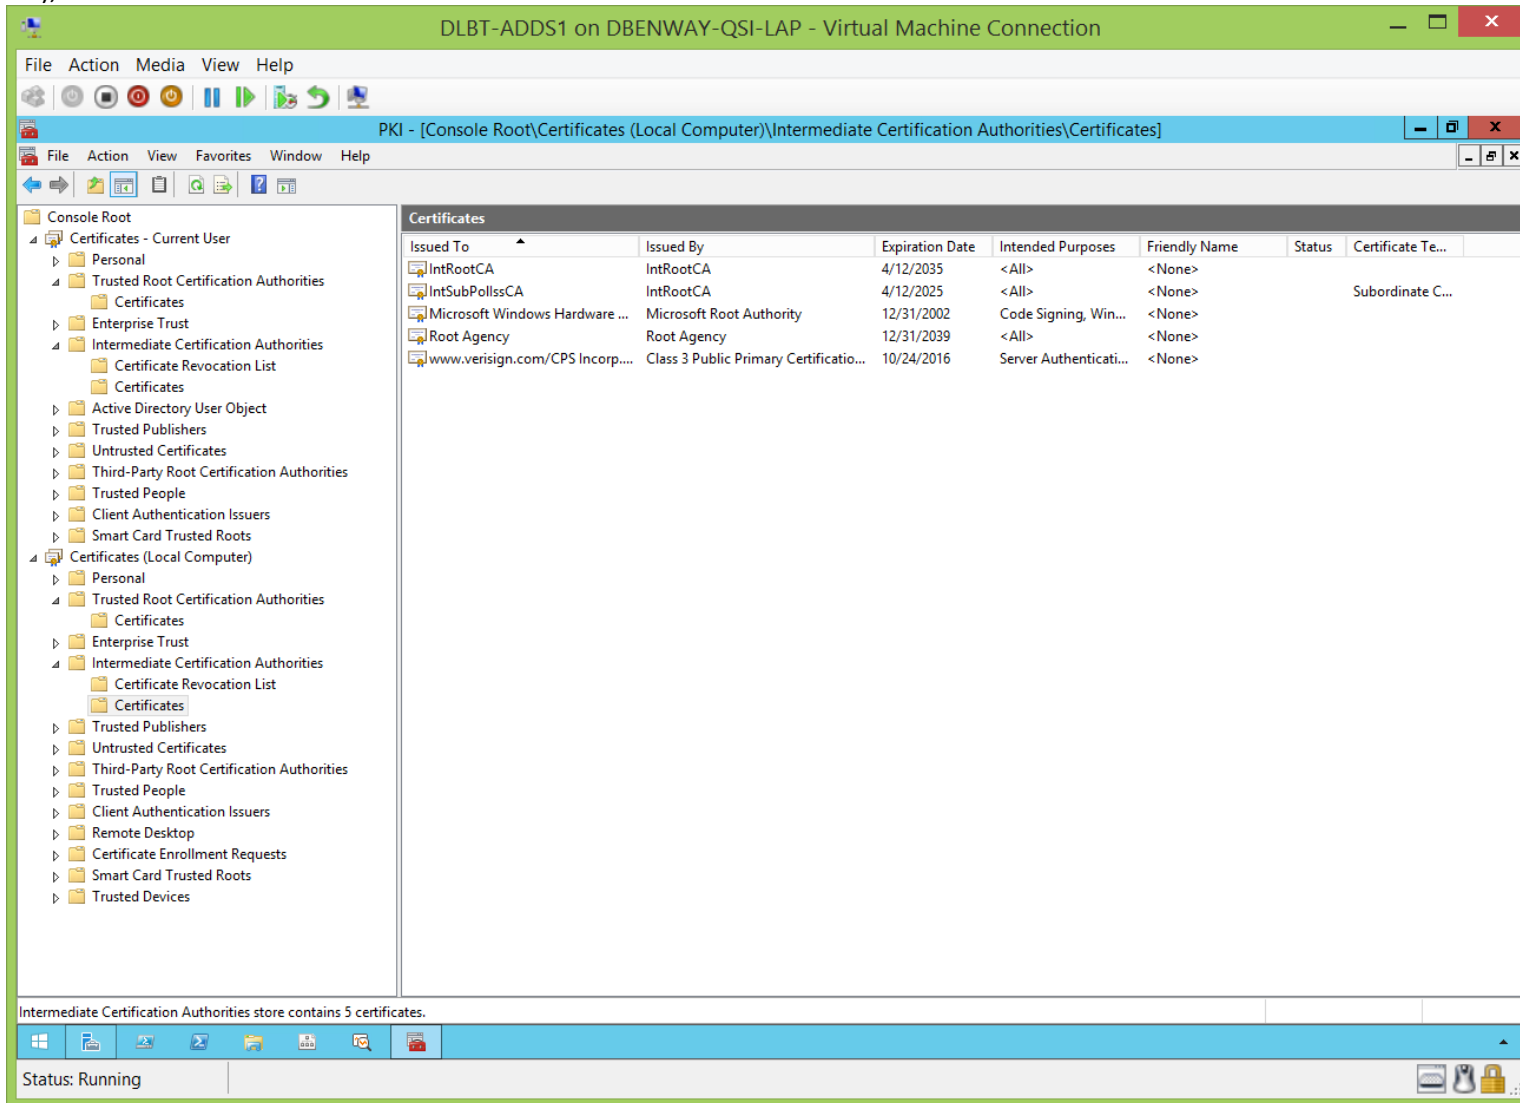 DLBT-ADDS1 on DBENWAY-QSI-LAP - Virtual Machine Connection
File Action Media View Help
PKI - [Console Root\Certificates (Local Computer)\Intermediate Certification Authorities\Certificates]
File Action View Favorites Window Help
Console Root
Certificates - Current User
Personal
Trusted Root Certification Authorities
Certificates
Enterprise Trust
Intermediate Certification Authorities
Certificate Revocation List
Certificates
Active Directory User Object
Trusted Publishers
Untrusted Certificates
Third-Party Root Certification Authorities
Trusted People
Client Authentication Issuers
Smart Card Trusted Roots
Certificates (Local Computer)
Personal
Trusted Root Certification Authorities
Certificates
Enterprise Trust
Intermediate Certification Authorities
Certificate Revocation List
Certificates
Trusted Publishers
Untrusted Certificates
Third-Party Root Certification Authorities
Trusted People
Client Authentication Issuers
Remote Desktop
Certificate Enrollment Requests
Smart Card Trusted Roots
Trusted Devices
Certificates
Issued To Issued By Expiration Date Intended Purposes Friendly Name Status Certificate Te...
IntRootCA IntRootCA 4/12/2035 <All> <None>
IntSubPolIssCA IntRootCA 4/12/2025 <All> <None> Subordinate C...
Microsoft Windows Hardware ... Microsoft Root Authority 12/31/2002 Code Signing, Win... <None>
Root Agency Root Agency 12/31/2039 <All> <None>
www.verisign.com/CPS Incorp.... Class 3 Public Primary Certificatio... 10/24/2016 Server Authenticati... <None>
Intermediate Certification Authorities store contains 5 certificates.
Status: Running